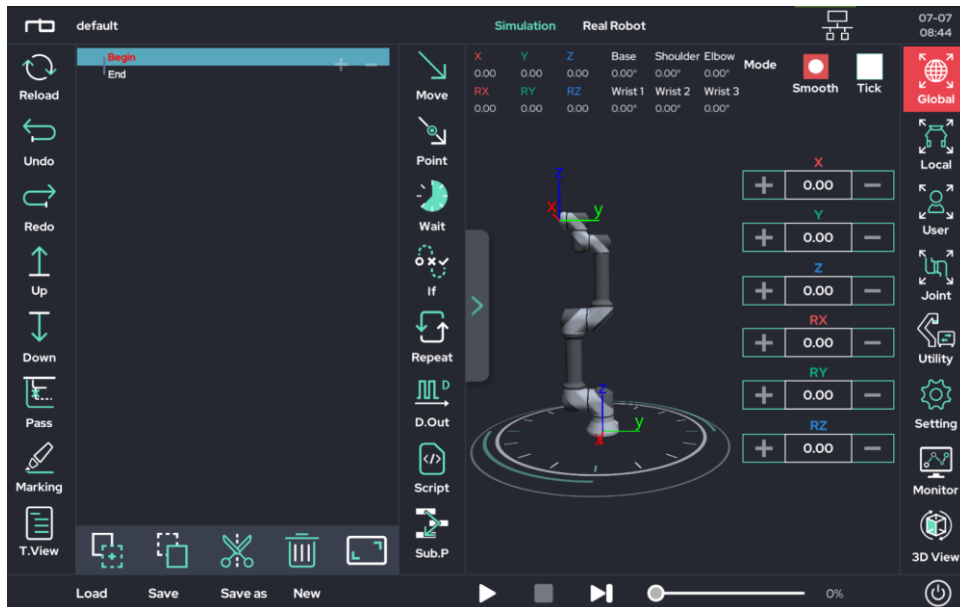 default
Simulation Real Robot
07-07
08:44
Reload
Undo
Redo
Up
Down
Pass
Marking
T.View
Begin
End
Move
Point
Wait
If
Repeat
D
D.Out
Script
Sub.P
X Y Z Base Shoulder Elbow
0.00 0.00 0.00 0.00° 0.00° 0.00°
RX RY RZ Wrist 1 Wrist 2 Wrist 3
0.00 0.00 0.00 0.00° 0.00° 0.00°
Mode
Smooth Tick
z
x y
z
y
x
X
+ 0.00 −
Y
+ 0.00 −
Z
+ 0.00 −
RX
+ 0.00 −
RY
+ 0.00 −
RZ
+ 0.00 −
Global
Local
User
Joint
Utility
Setting
Monitor
3D View
Load Save Save as New
0%